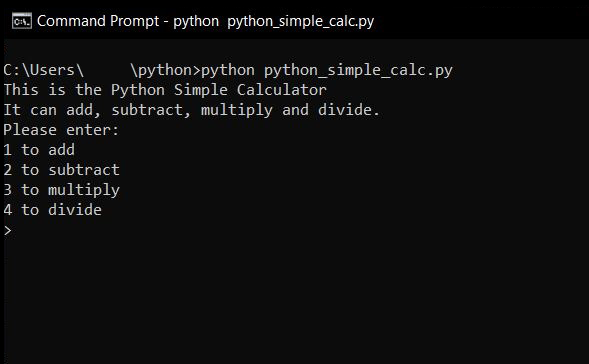 Command Prompt - python  python_simple_calc.py
C:\Users\     \python>python python_simple_calc.py
This is the Python Simple Calculator
It can add, subtract, multiply and divide.
Please enter:
1 to add
2 to subtract
3 to multiply
4 to divide
>